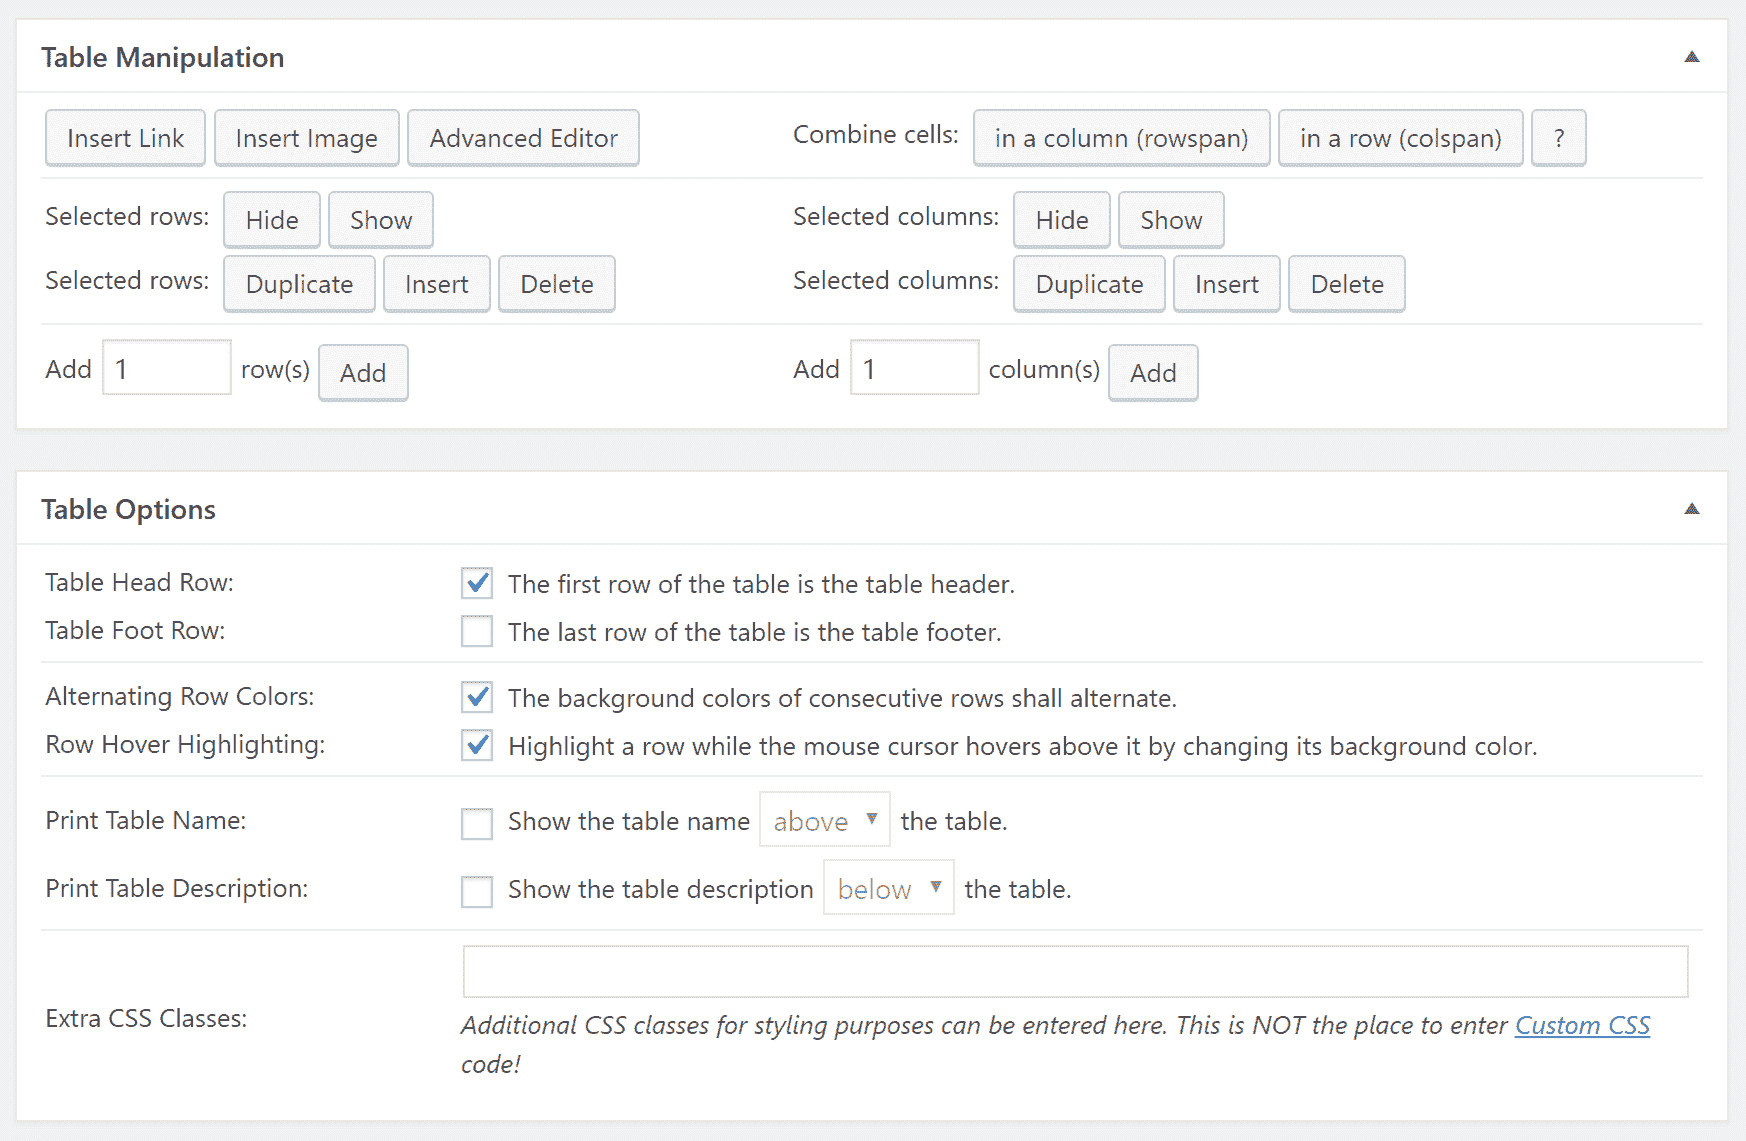 Table Manipulation
Insert Link Insert Image Advanced Editor Combine cells: in a column (rowspan) in a row (colspan) ?
Selected rows: Hide Show Selected columns: Hide Show
Selected rows: Duplicate Insert Delete Selected columns: Duplicate Insert Delete
Add 1 row(s) Add Add 1 column(s) Add
Table Options
Table Head Row: The first row of the table is the table header.
Table Foot Row: The last row of the table is the table footer.
Alternating Row Colors: The background colors of consecutive rows shall alternate.
Row Hover Highlighting: Highlight a row while the mouse cursor hovers above it by changing its background color.
Print Table Name: Show the table name above the table.
Print Table Description: Show the table description below the table.
Extra CSS Classes: Additional CSS classes for styling purposes can be entered here. This is NOT the place to enter Custom CSS
code!